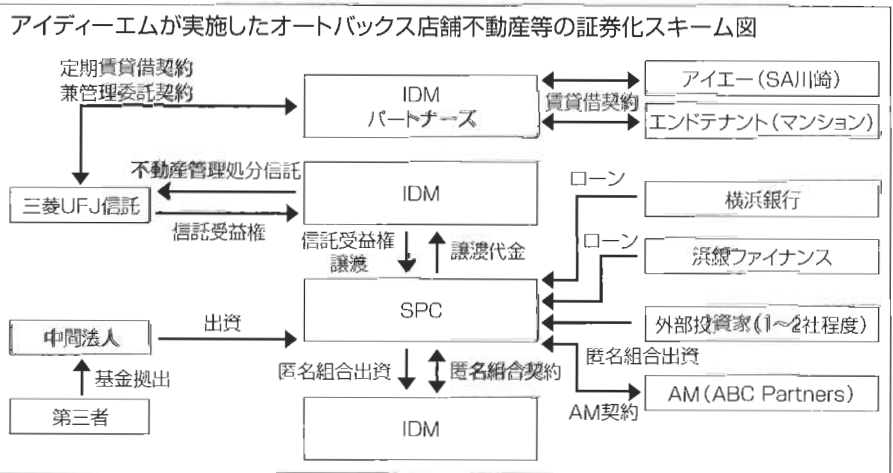 アイディーエムが実施したオートバックス店舗不動産等の証券化スキーム図
定期賃貸借契約
兼管理委託契約
IDM
パートナーズ
賃貸借契約
アイエー(SA川崎)
エンドテナント(マンション)
不動産管理処分信託
三菱UFJ信託
信託受益権
IDM
ローン
横浜銀行
信託受益権
譲渡
譲渡代金
ローン
浜銀ファイナンス
中間法人
出資
SPC
外部投資家(1〜2社程度)
匿名組合出資
基金拠出
第三者
匿名組合出資
匿名組合契約
AM契約
AM(ABC Partners)
IDM